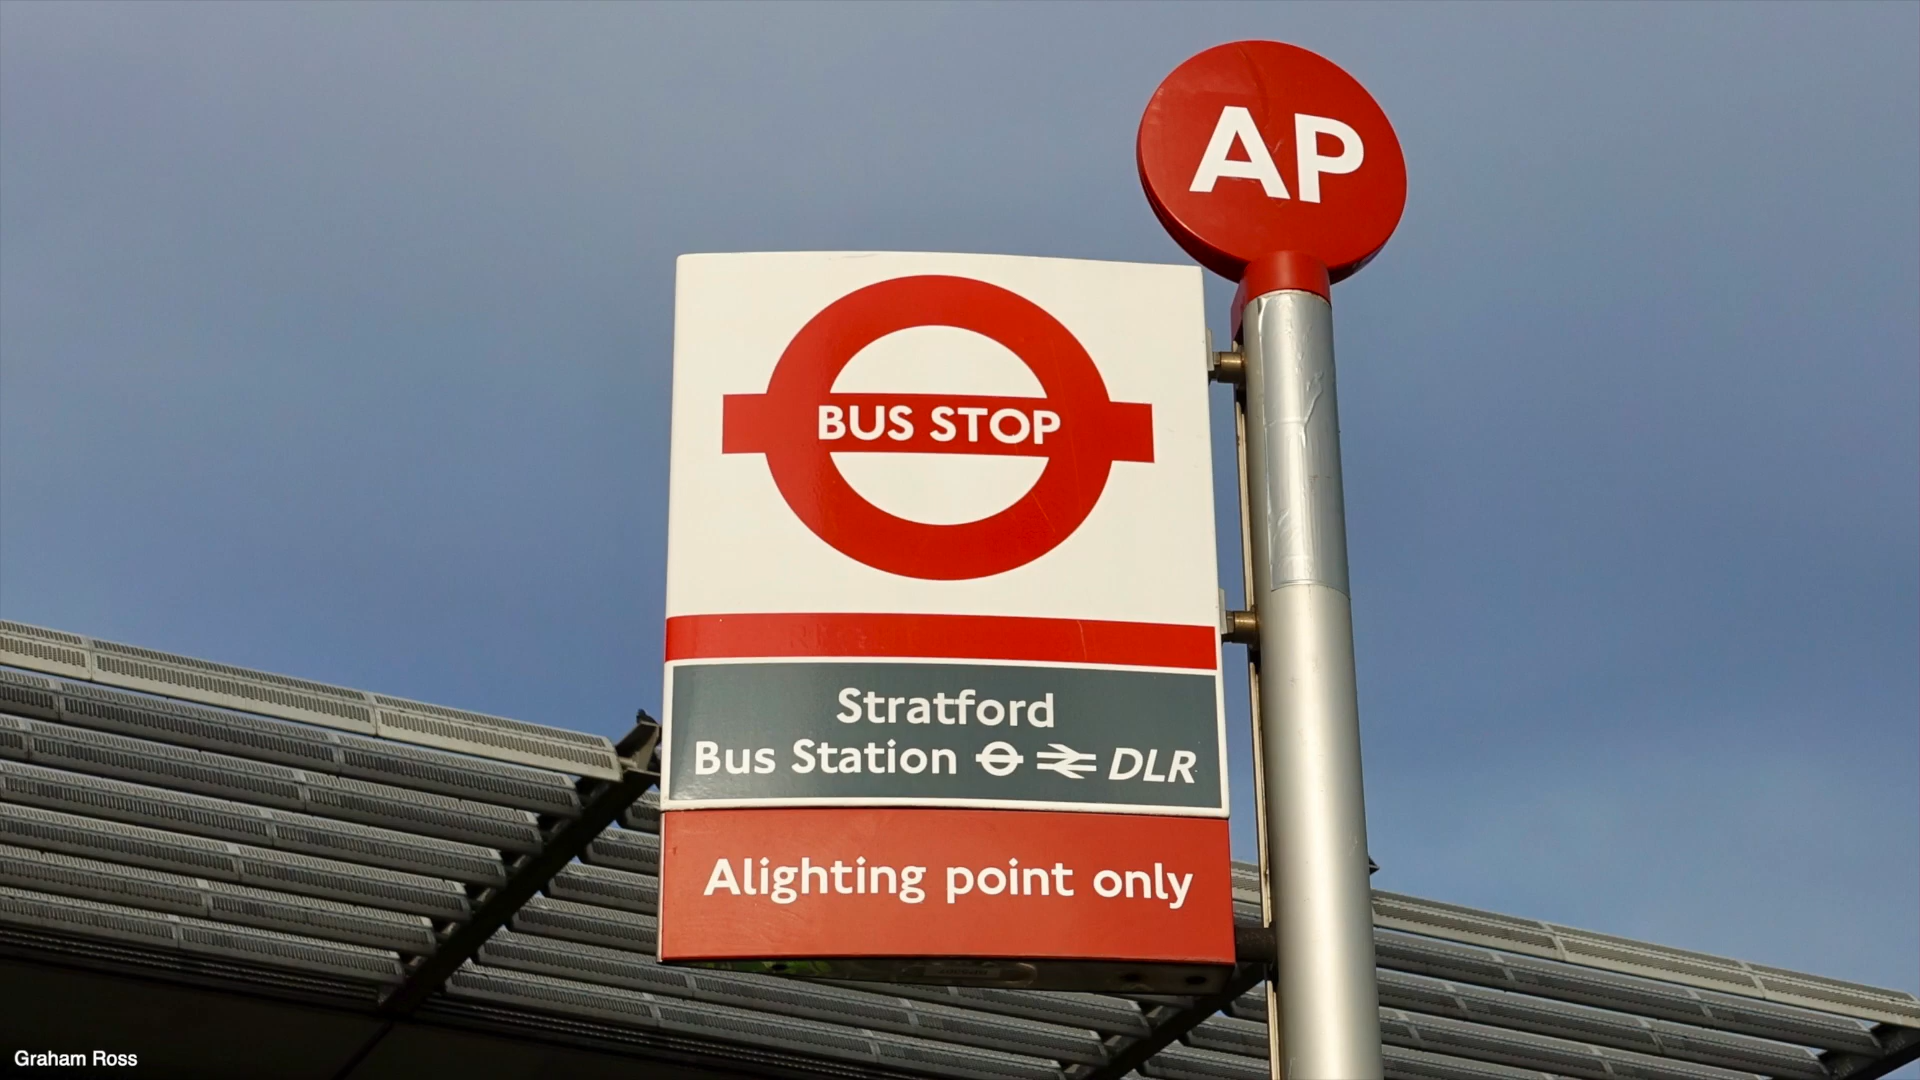 AP
BUS STOP
Stratford
Bus Station DLR
Alighting point only
Graham Ross